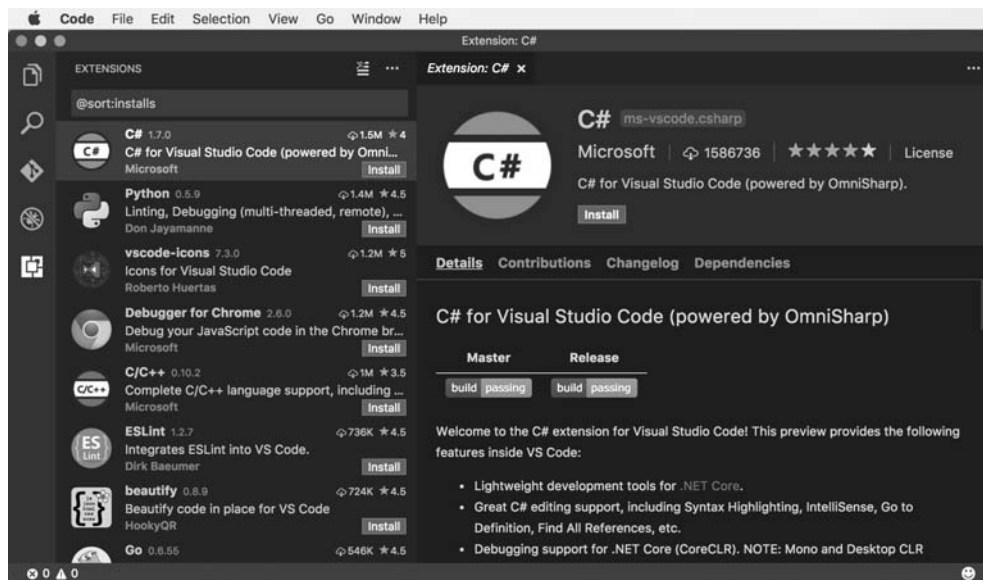 Code File Edit Selection View Go Window Help
Extension: C#
EXTENSIONS
@sort:installs
C# 1.7.0 1.5M ★4
C# for Visual Studio Code (powered by Omni...
Microsoft Install
Python 0.5.9 1.4M ★4.5
Linting, Debugging (multi-threaded, remote), ...
Don Jayamanne Install
vscode-icons 7.3.0 1.2M ★5
Icons for Visual Studio Code
Roberto Huertas Install
Debugger for Chrome 2.6.0 1.2M ★4.5
Debug your JavaScript code in the Chrome br...
Microsoft Install
C/C++ 0.10.2 1M ★3.5
Complete C/C++ language support, including ...
Microsoft Install
ESLint 1.2.7 736K ★4.5
Integrates ESLint into VS Code.
Dirk Baeumer Install
beautify 0.8.9 724K ★4.5
Beautify code in place for VS Code
HookyQR Install
Go 0.6.55 546K ★4.5
C#
C/C++
ES
Lint
Extension: C# ×
...
C#
C# ms-vscode.csharp
Microsoft 1586736 ★★★★★ License
C# for Visual Studio Code (powered by OmniSharp).
Install
Details Contributions Changelog Dependencies
C# for Visual Studio Code (powered by OmniSharp)
Master Release
build passing build passing
Welcome to the C# extension for Visual Studio Code! This preview provides the following
features inside VS Code:
• Lightweight development tools for .NET Core.
• Great C# editing support, including Syntax Highlighting, IntelliSense, Go to
Definition, Find All References, etc.
• Debugging support for .NET Core (CoreCLR). NOTE: Mono and Desktop CLR
0 0